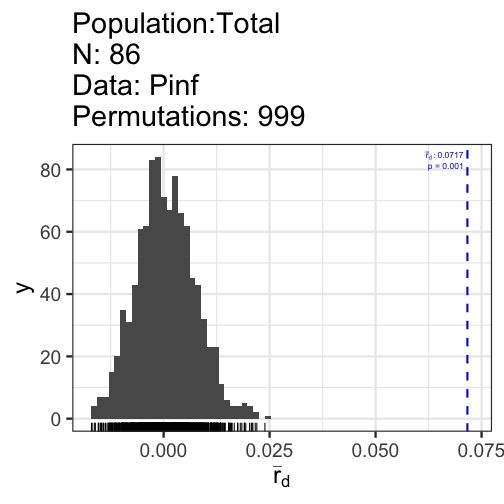 Population:Total
N: 86
Data: Pinf
Permutations: 999
r̄d: 0.0717
p = 0.001
80
60
40
20
0
y
0.000 0.025 0.050 0.075
r̄d